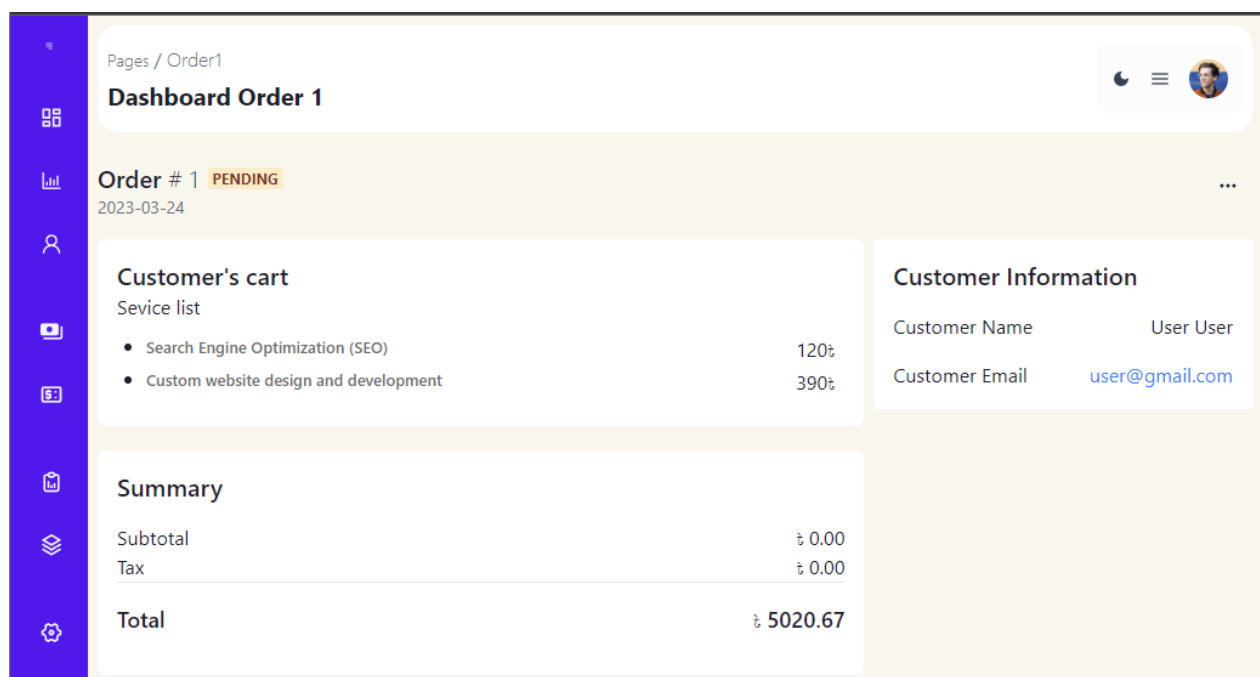 Pages / Order1
Dashboard Order 1
Order # 1 PENDING
2023-03-24
Customer's cart
Sevice list
Search Engine Optimization (SEO) 120৳
Custom website design and development 390৳
Customer Information
Customer Name User User
Customer Email user@gmail.com
Summary
Subtotal ৳ 0.00
Tax ৳ 0.00
Total ৳ 5020.67